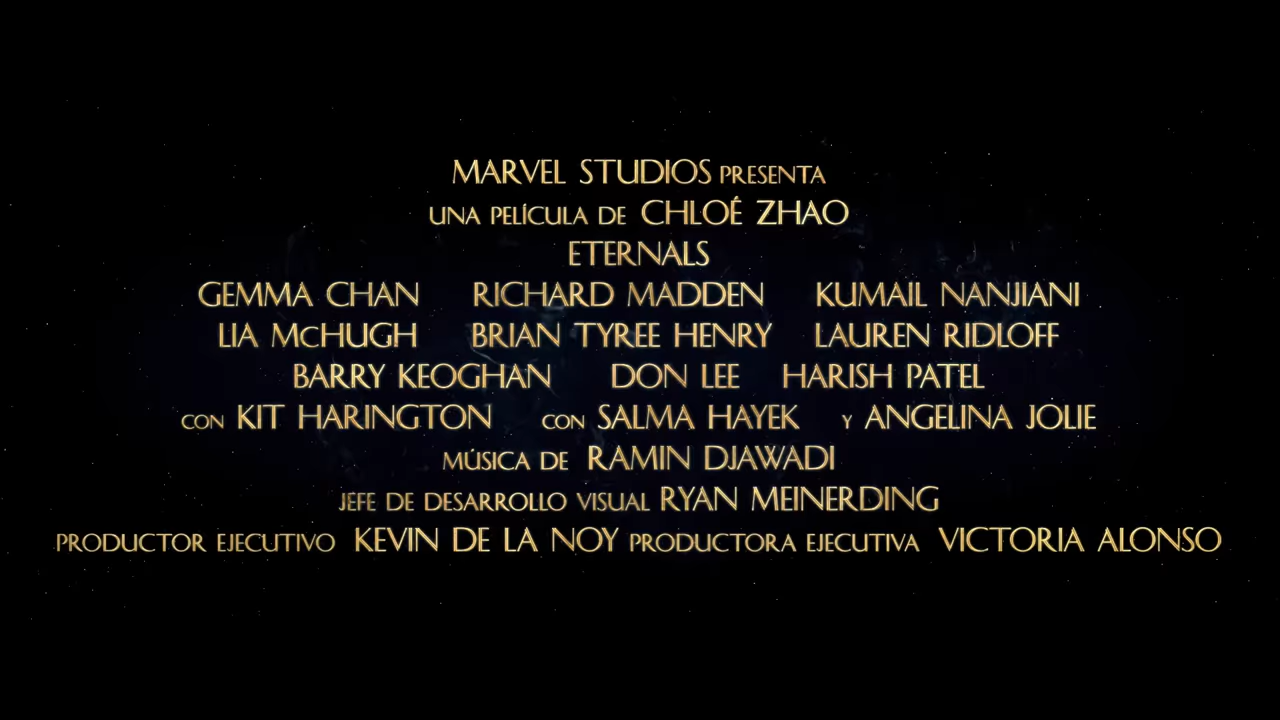 MARVEL STUDIOS PRESENTA
UNA PELÍCULA DE CHLOÉ ZHAO
ETERNALS
GEMMA CHAN RICHARD MADDEN KUMAIL NANJIANI
LIA McHUGH BRIAN TYREE HENRY LAUREN RIDLOFF
BARRY KEOGHAN DON LEE HARISH PATEL
CON KIT HARINGTON CON SALMA HAYEK Y ANGELINA JOLIE
MÚSICA DE RAMIN DJAWADI
JEFE DE DESARROLLO VISUAL RYAN MEINERDING
PRODUCTOR EJECUTIVO KEVIN DE LA NOY PRODUCTORA EJECUTIVA VICTORIA ALONSO